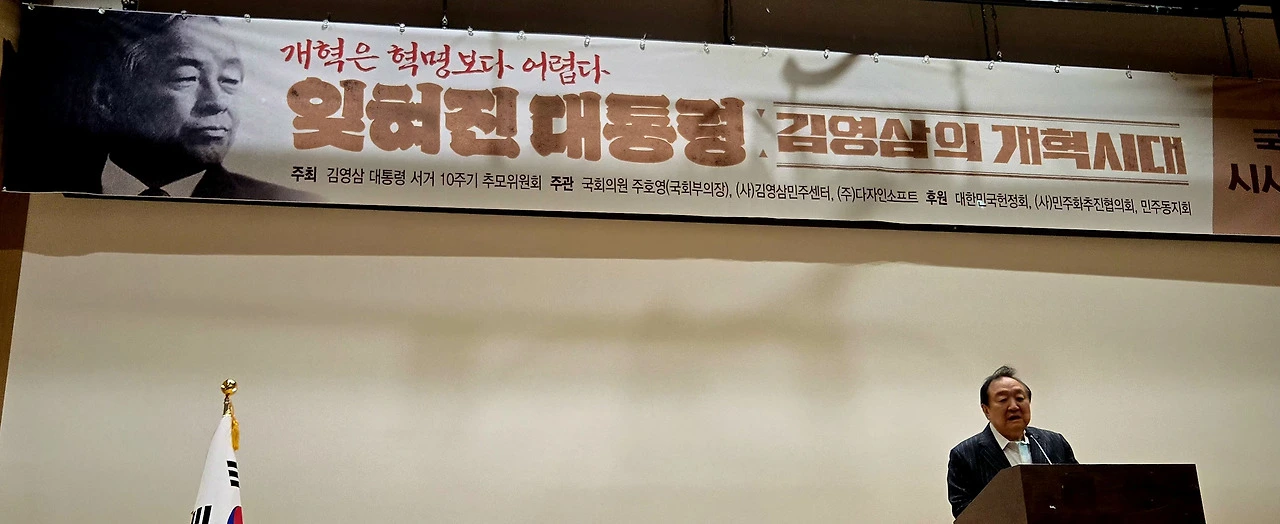 개혁은 혁명보다 어렵다
잊혀진 대통령 : 김영삼의 개혁시대
주최 김영삼 대통령 서거 10주기 추모위원회 주관 국회의원 주호영(국회부의장), (사)김영삼민주센터, (주)다자인소프트 후원 대한민국헌정회, (사)민주화추진협의회, 민주동지회
시사